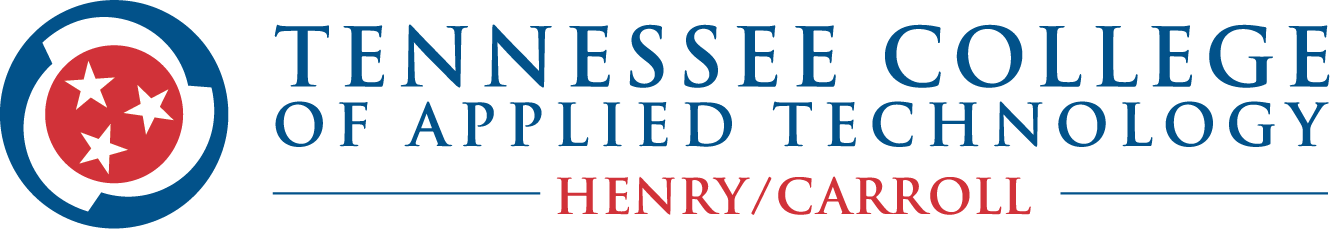 TENNESSEE COLLEGE
OF APPLIED TECHNOLOGY
HENRY/CARROLL